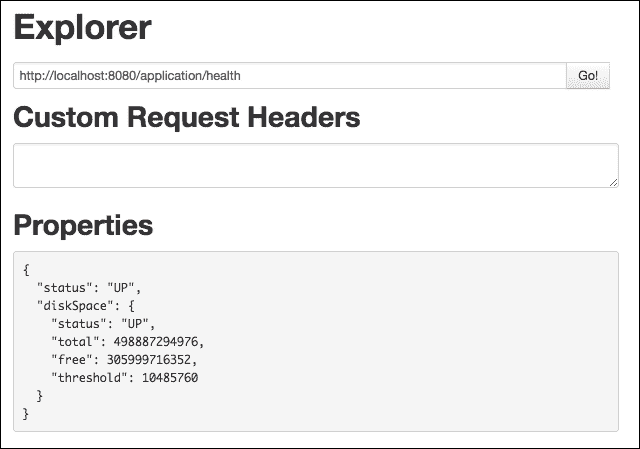 Explorer
http://localhost:8080/application/health Go!
Custom Request Headers
Properties
{
  "status": "UP",
  "diskSpace": {
    "status": "UP",
    "total": 498887294976,
    "free": 305999716352,
    "threshold": 10485760
  }
}